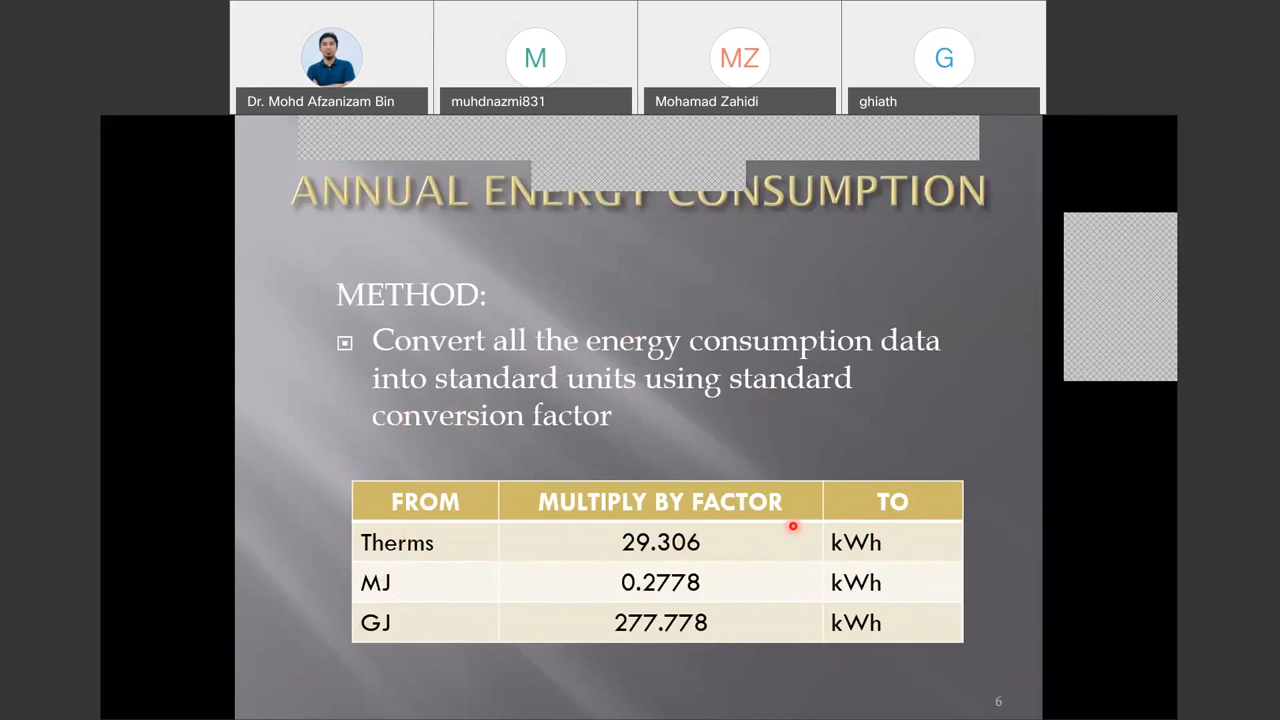 M MZ G
Dr. Mohd Afzanizam Bin muhdnazmi831 Mohamad Zahidi ghiath
ANNUAL ENERGY CONSUMPTION
METHOD:
Convert all the energy consumption data
into standard units using standard
conversion factor
FROM MULTIPLY BY FACTOR TO
Therms 29.306 kWh
MJ 0.2778 kWh
GJ 277.778 kWh
6